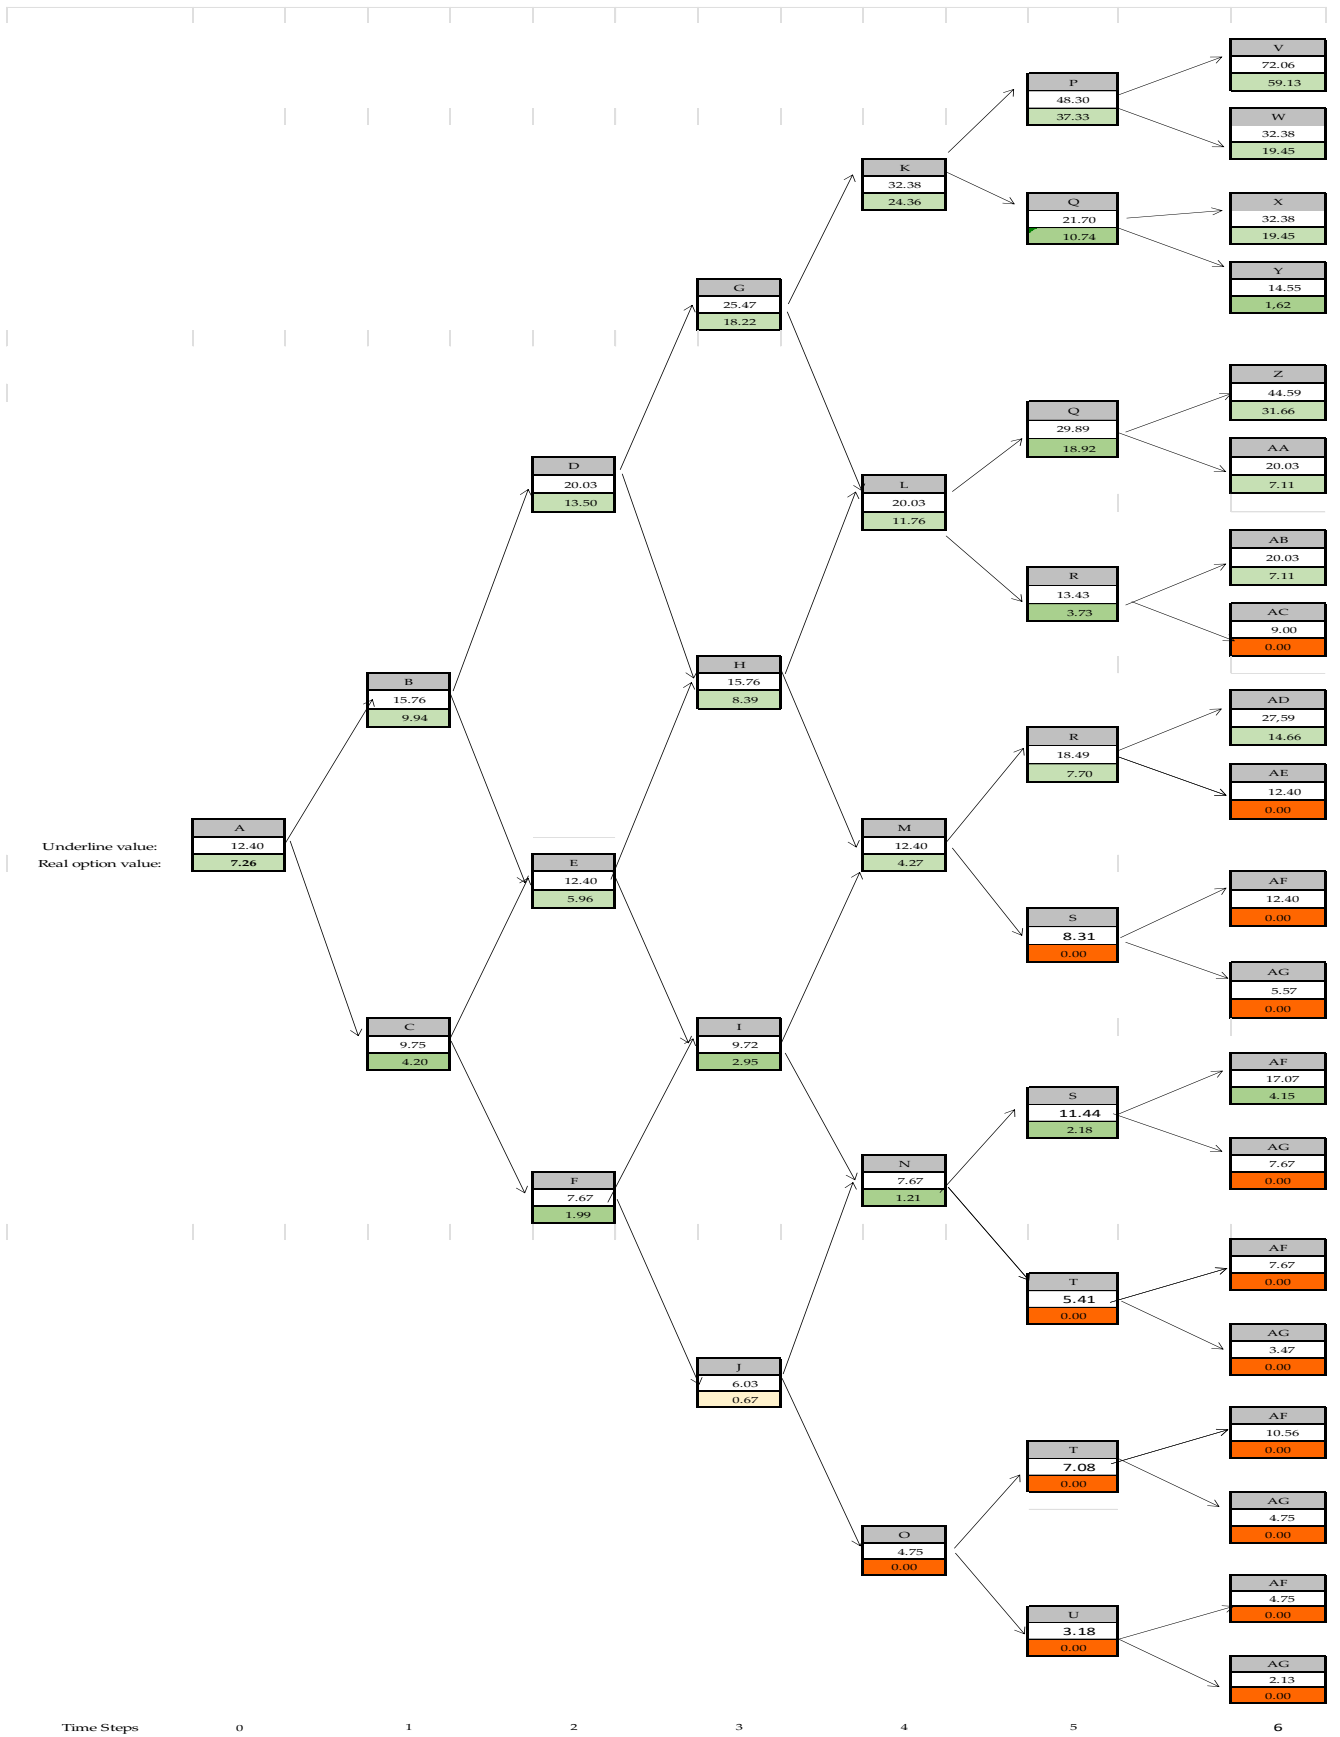 V
72.06
59.13
P
48.30
37.33
W
32.38
19.45
K
32.38
24.36
Q
21.70
10.74
X
32.38
19.45
Y
14.55
1,62
G
25.47
18.22
Z
44.59
31.66
Q
29.89
18.92
AA
20.03
7.11
D
20.03
13.50
L
20.03
11.76
AB
20.03
7.11
R
13.43
3.73
AC
9.00
0.00
H
15.76
8.39
B
15.76
9.94
AD
27,59
14.66
R
18.49
7.70
AE
12.40
0.00
A
Underline value: 12.40
Real option value: 7.26
M
12.40
4.27
E
12.40
5.96
AF
12.40
0.00
S
8.31
0.00
AG
5.57
0.00
C
9.75
4.20
I
9.72
2.95
AF
17.07
4.15
S
11.44
2.18
AG
7.67
0.00
N
7.67
1.21
F
7.67
1.99
AF
7.67
0.00
T
5.41
0.00
AG
3.47
0.00
J
6.03
0.67
AF
10.56
0.00
T
7.08
0.00
AG
4.75
0.00
O
4.75
0.00
AF
4.75
0.00
U
3.18
0.00
AG
2.13
0.00
Time Steps 0 1 2 3 4 5 6